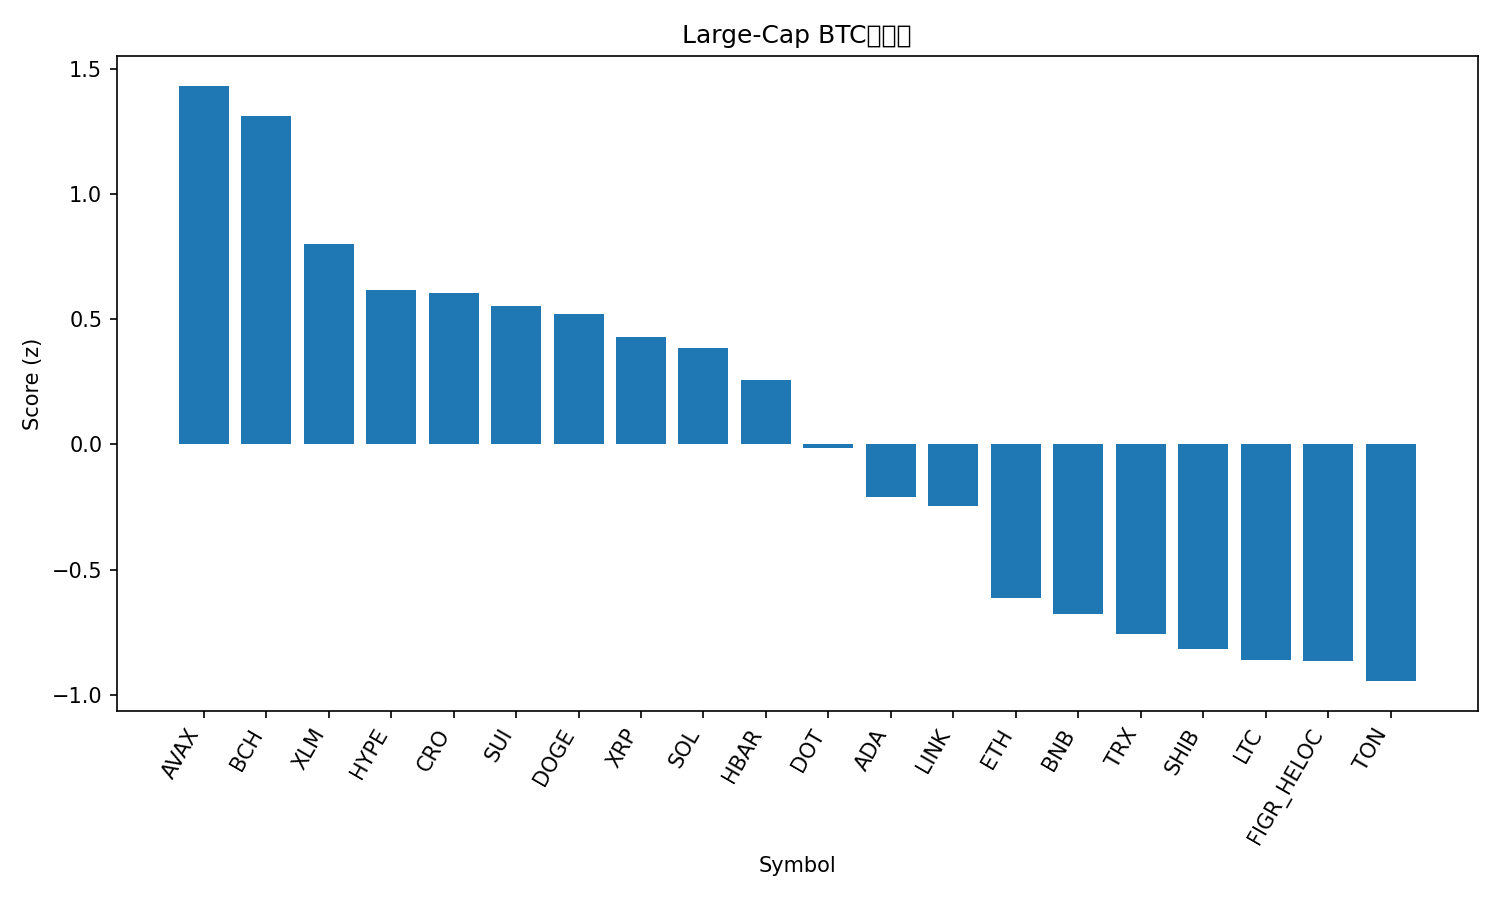 Large-Cap BTC
1.5
1.0
0.5
0.0
−0.5
−1.0
Score (z)
AVAX
BCH
XLM
HYPE
CRO
SUI
DOGE
XRP
SOL
HBAR
DOT
ADA
LINK
ETH
BNB
TRX
SHIB
LTC
FIGR_HELOC
TON
Symbol